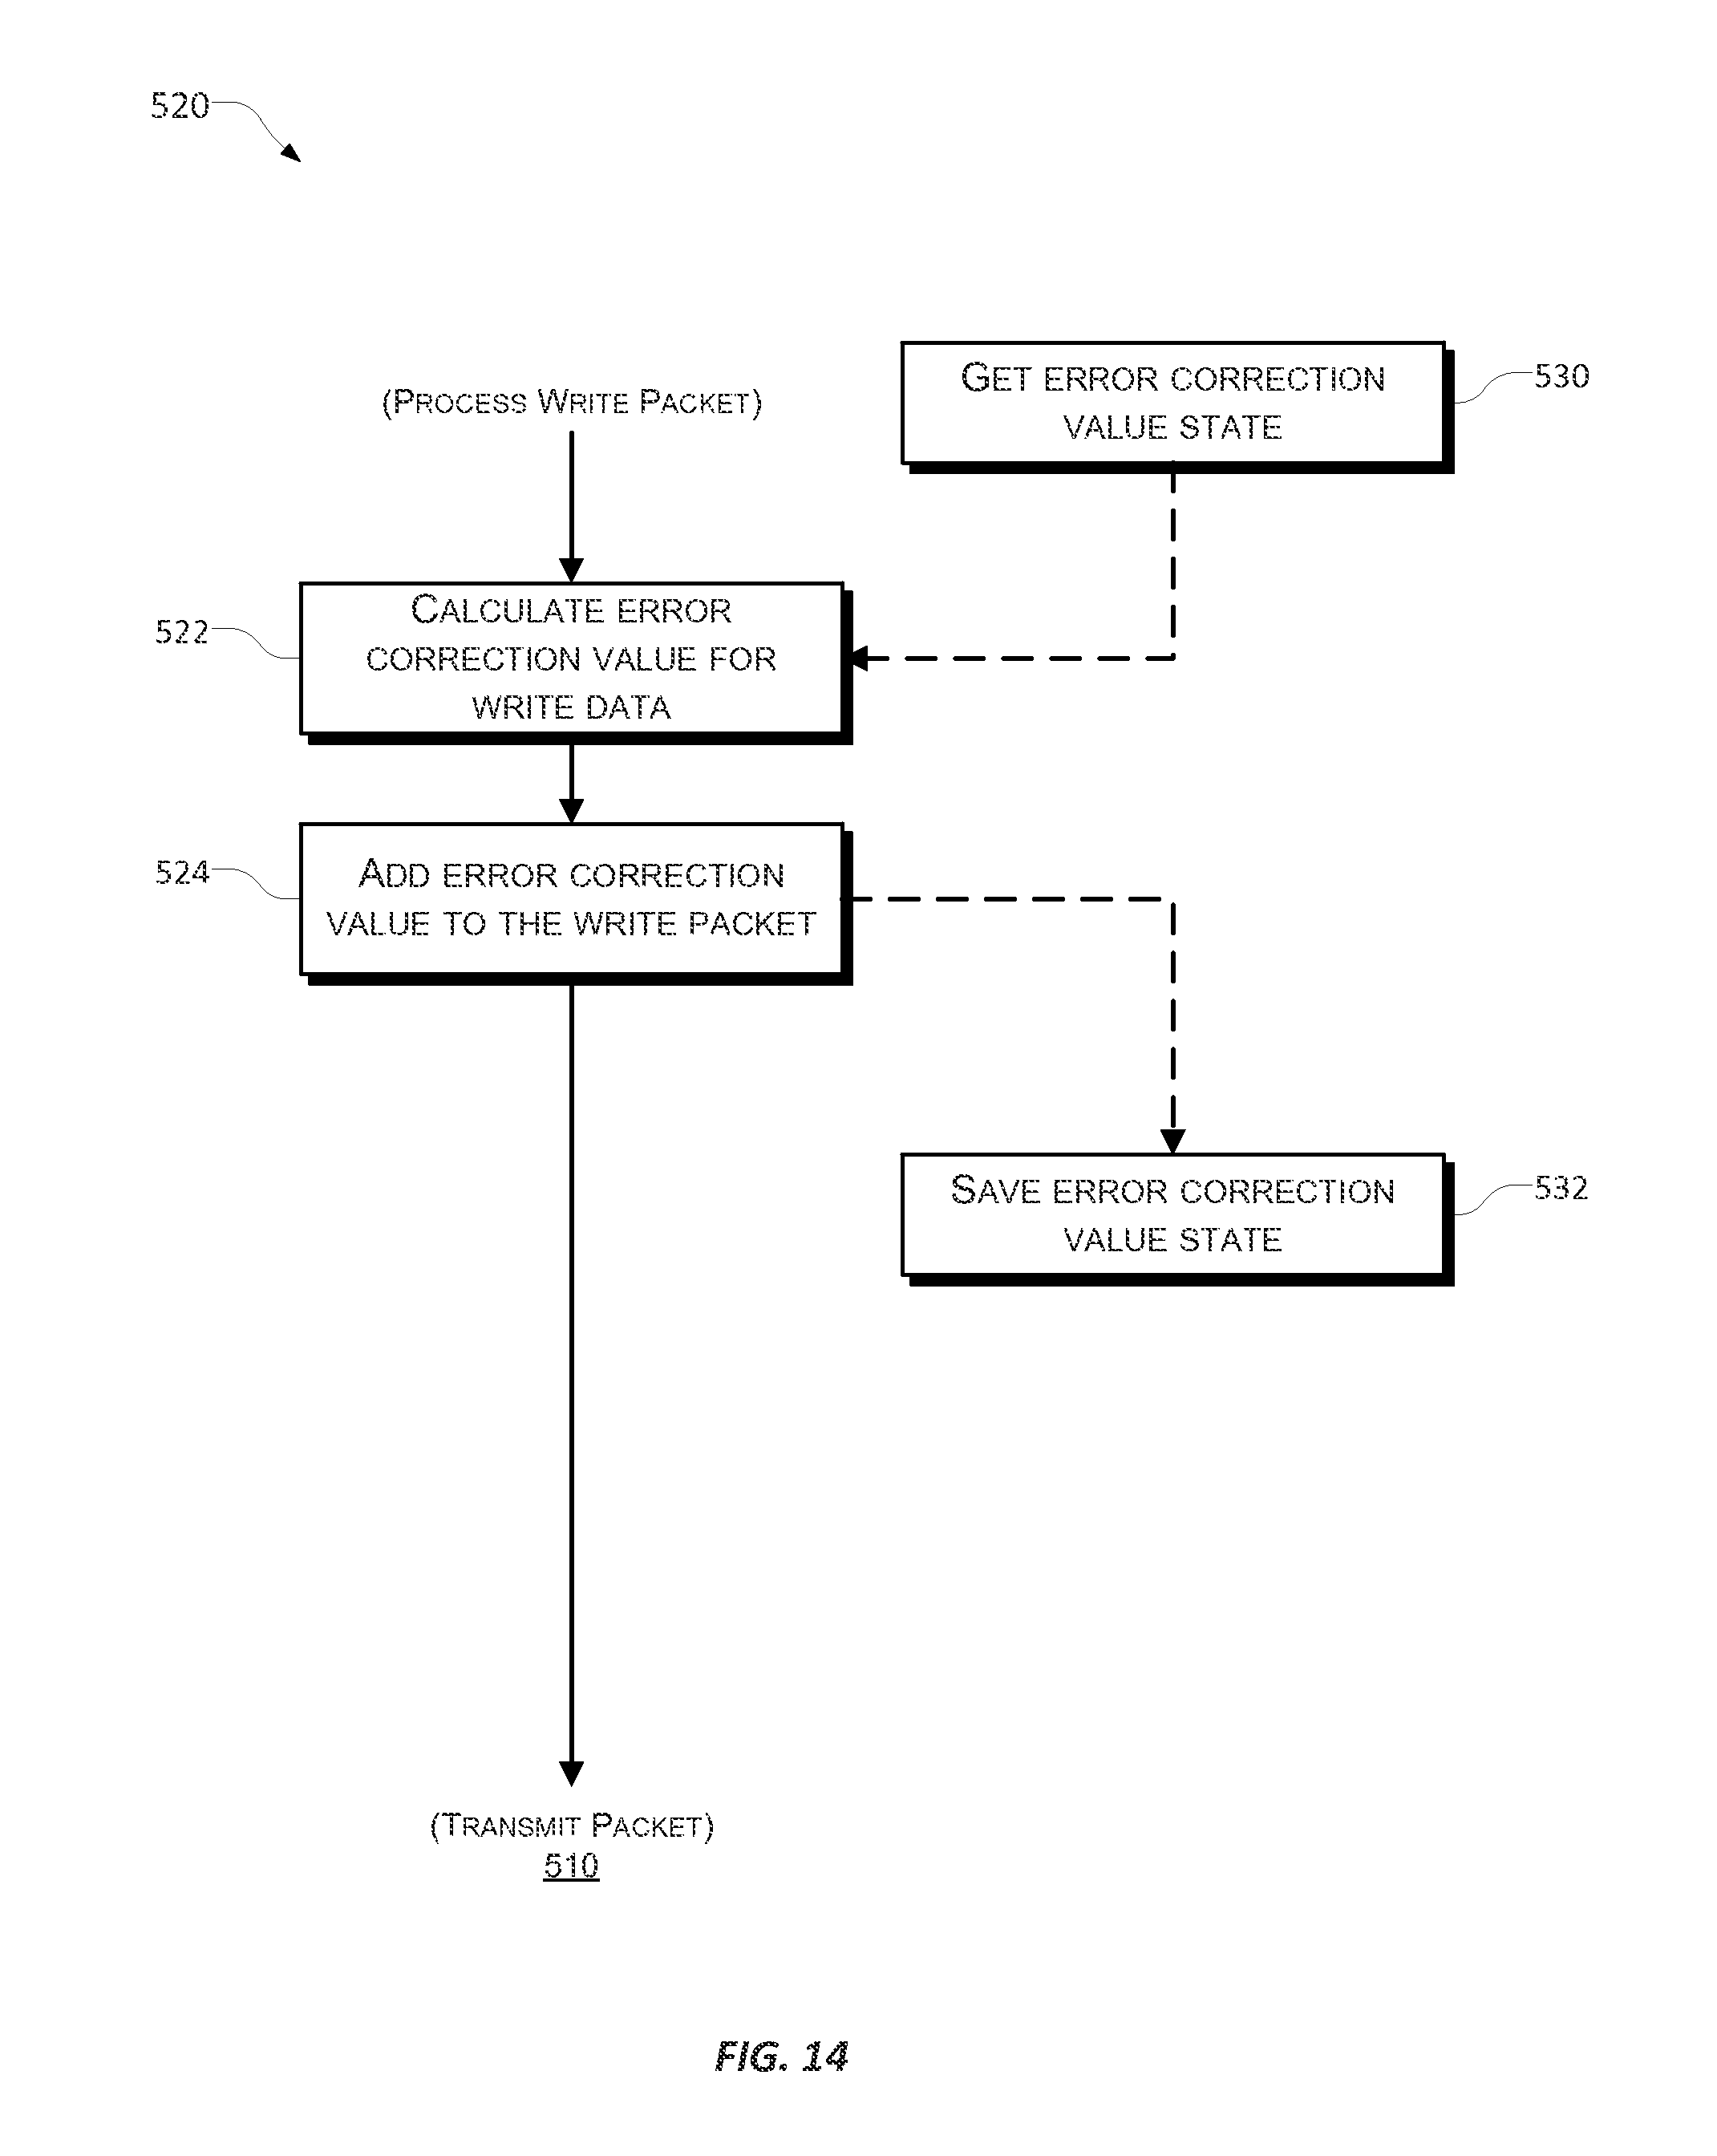 520
(Process Write Packet)
Get error correction
value state
530
522
Calculate error
correction value for
write data
524
Add error correction
value to the write packet
Save error correction
value state
532
(Transmit Packet)
510
FIG. 14